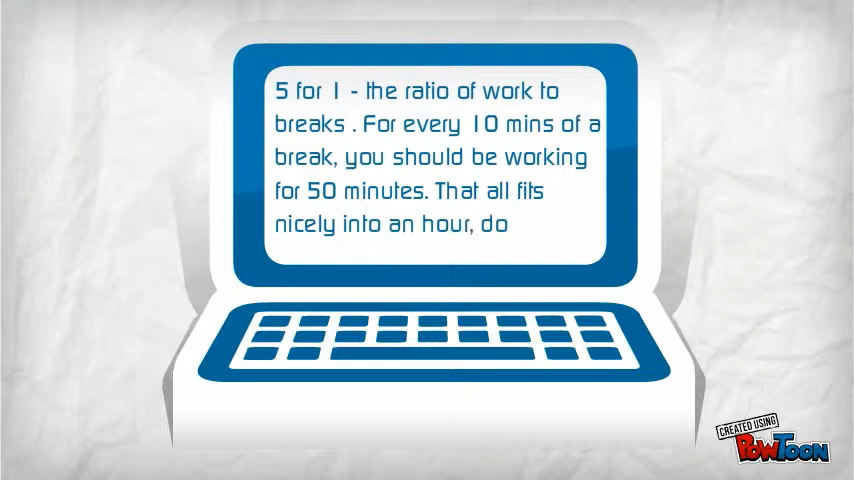 5 for 1 - the ratio of work to
breaks . For every 10 mins of a
break, you should be working
for 50 minutes. That all fits
nicely into an hour, do
CREATED USING
POWTOON